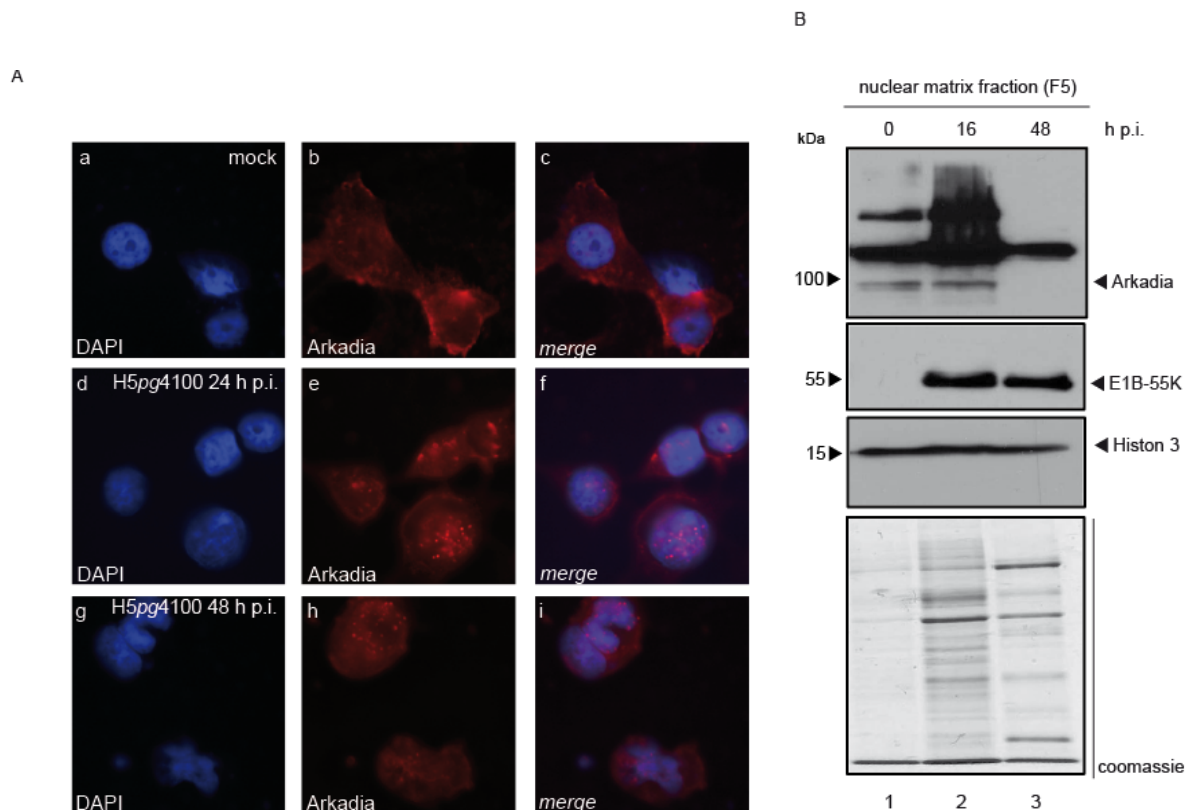 A
a mock
DAPI
b
Arkadia
c
merge
d H5pg4100 24 h p.i.
DAPI
e
Arkadia
f
merge
g H5pg4100 48 h p.i.
DAPI
h
Arkadia
i
merge
B
nuclear matrix fraction (F5)
kDa 0 16 48 h p.i.
100 Arkadia
55 E1B-55K
15 Histon 3
coomassie
1 2 3